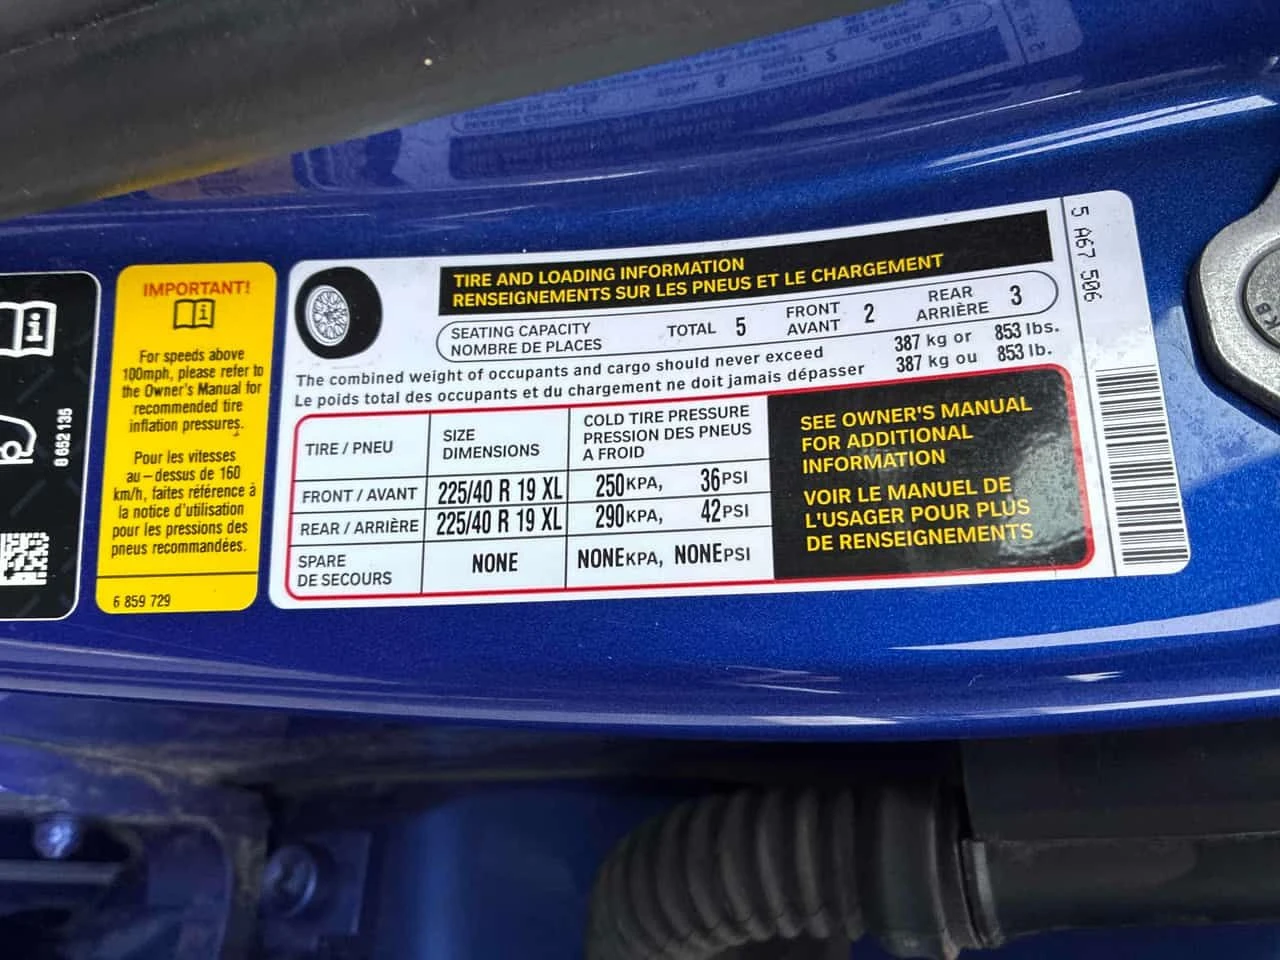 0 652 135
IMPORTANT!
For speeds above
100mph, please refer to
the Owner's Manual for
recommended tire
inflation pressures.
Pour les vitesses
au-dessus de 160
km/h, faites référence à
la notice d'utilisation
pour les pressions des
pneus recommandées.
6 859 729
TIRE AND LOADING INFORMATION
RENSEIGNEMENTS SUR LES PNEUS ET LE CHARGEMENT
SEATING CAPACITY
NOMBRE DE PLACES
TOTAL 5
FRONT
AVANT 2
REAR
ARRIÈRE 3
The combined weight of occupants and cargo should never exceed 387 kg or 853 lbs.
Le poids total des occupants et du chargement ne doit jamais dépasser 387 kg ou 853 lb.
TIRE / PNEU
SIZE
DIMENSIONS
COLD TIRE PRESSURE
PRESSION DES PNEUS
A FROID
FRONT / AVANT 225/40 R 19 XL 250KPA, 36PSI
REAR / ARRIÈRE 225/40 R 19 XL 290KPA, 42PSI
SPARE
DE SECOURS
NONE NONEKPA, NONEPSI
SEE OWNER'S MANUAL
FOR ADDITIONAL
INFORMATION
VOIR LE MANUEL DE
L'USAGER POUR PLUS
DE RENSEIGNEMENTS
5 A67 506
KB